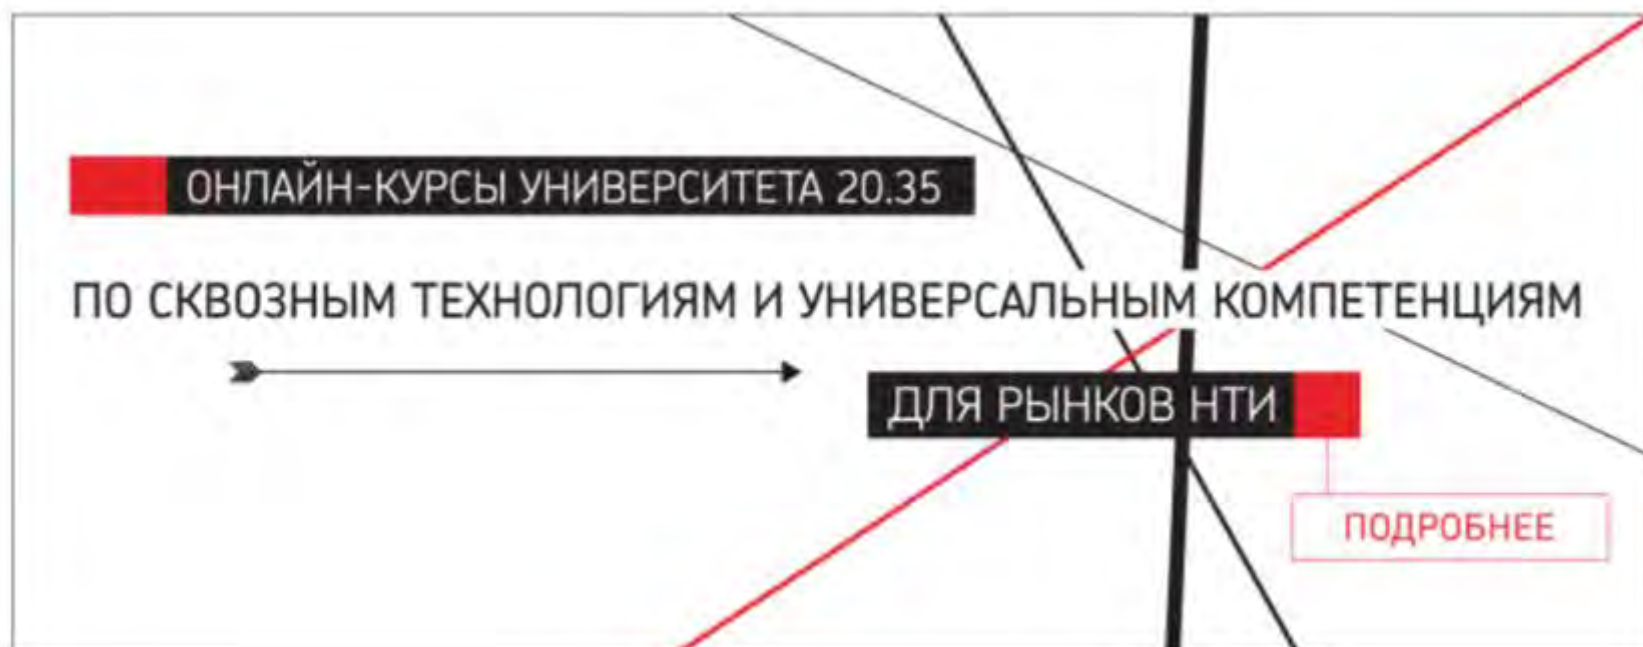 ОНЛАЙН-КУРСЫ УНИВЕРСИТЕТА 20.35
ПО СКВОЗНЫМ ТЕХНОЛОГИЯМ И УНИВЕРСАЛЬНЫМ КОМПЕТЕНЦИЯМ
ДЛЯ РЫНКОВ НТИ
ПОДРОБНЕЕ